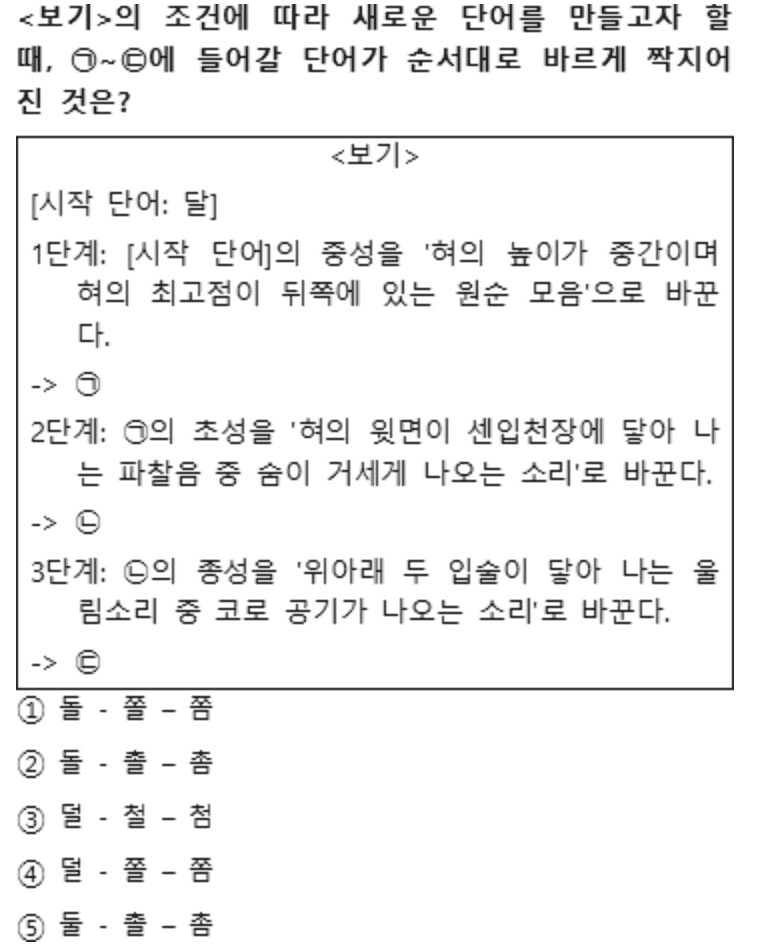 <보기>의 조건에 따라 새로운 단어를 만들고자 할
때, ㉠~㉢에 들어갈 단어가 순서대로 바르게 짝지어
진 것은?
<보기>
[시작 단어: 달]
1단계: [시작 단어]의 중성을 '혀의 높이가 중간이며
혀의 최고점이 뒤쪽에 있는 원순 모음'으로 바꾼
다.
-> ㉠
2단계: ㉠의 초성을 '혀의 윗면이 센입천장에 닿아 나
는 파찰음 중 숨이 거세게 나오는 소리'로 바꾼다.
-> ㉡
3단계: ㉡의 종성을 '위아래 두 입술이 닿아 나는 울
림소리 중 코로 공기가 나오는 소리'로 바꾼다.
-> ㉢
① 돌 - 쫄 – 쫌
② 돌 - 촐 – 촘
③ 덜 - 철 – 첨
④ 덜 - 쫄 – 쫌
⑤ 둘 - 촐 – 촘